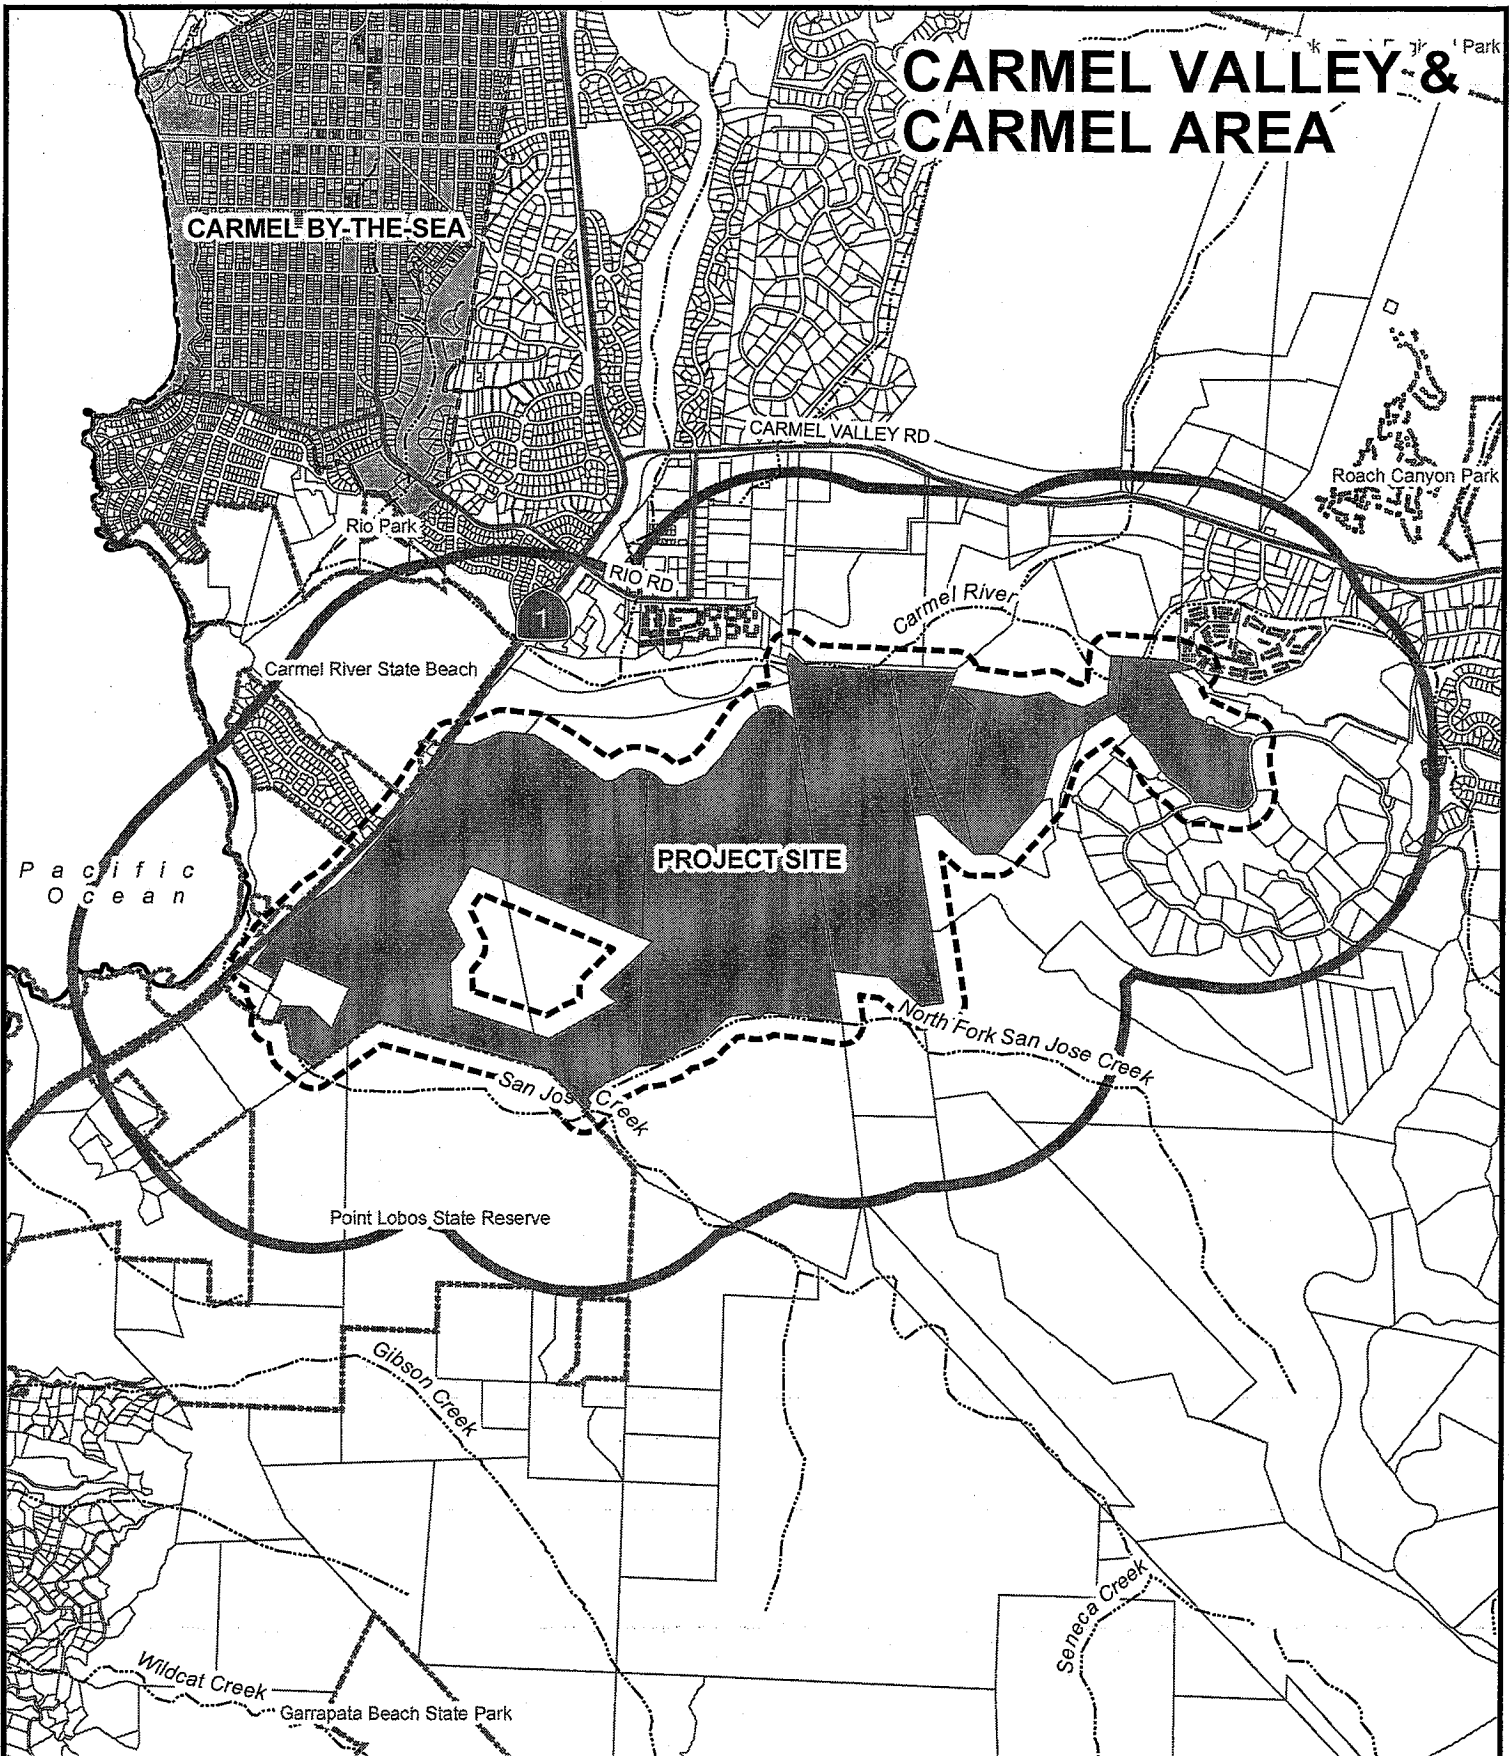 Park
CARMEL VALLEY &
CARMEL AREA
CARMEL BY-THE-SEA
CARMEL VALLEY RD
Roach Canyon Park
Rio Park
RIO RD
1
Carmel River
Carmel River State Beach
PROJECT SITE
Pacific
Ocean
North Fork San Jose Creek
San Jos Creek
Point Lobos State Reserve
Gibson Creek
Seneca Creek
Wildcat Creek
Garrapata Beach State Park